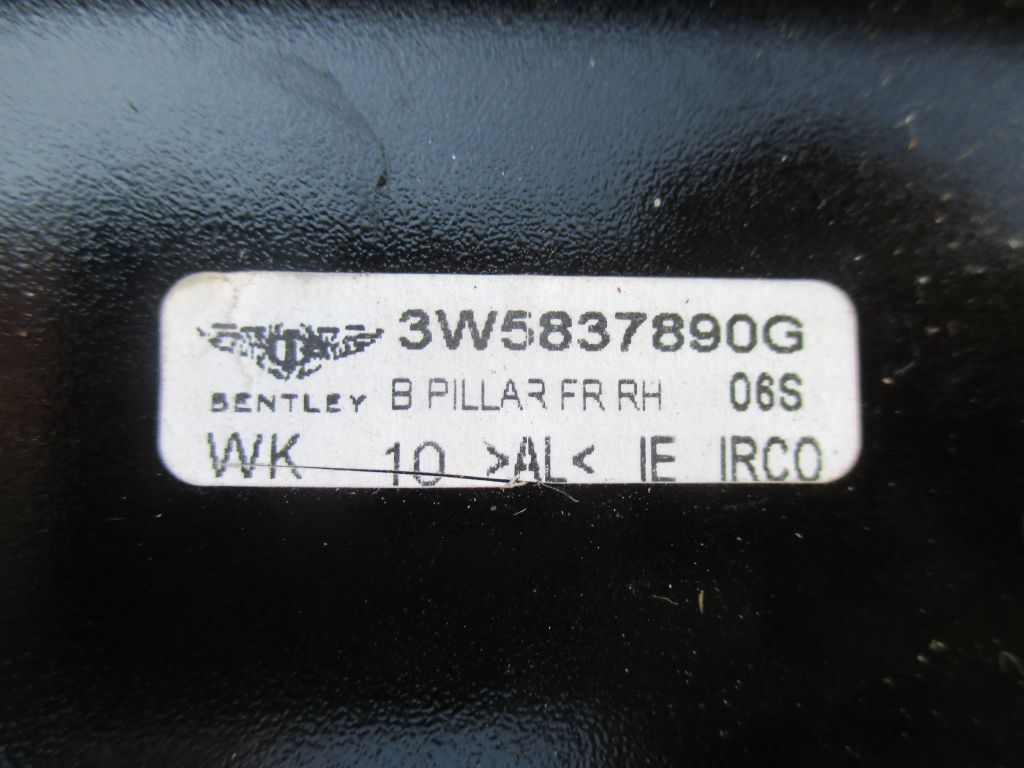 3W5837890G
BENTLEY B PILLAR FR RH 06S
WK 10 >AL< IE IRCO